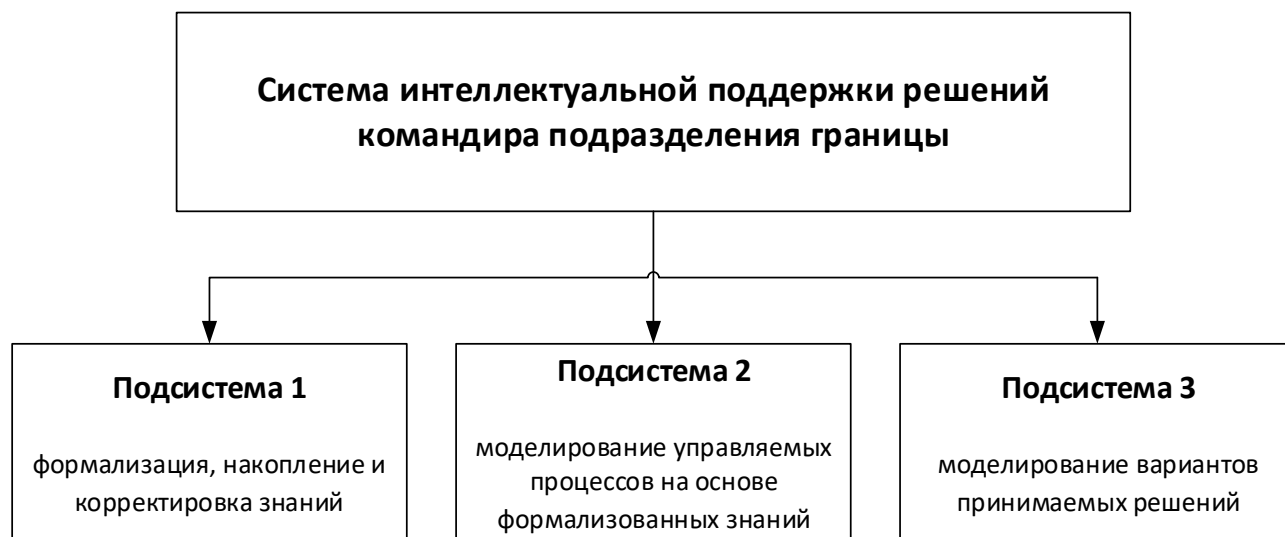 Система интеллектуальной поддержки решений
командира подразделения границы
Подсистема 1
формализация, накопление и
корректировка знаний
Подсистема 2
моделирование управляемых
процессов на основе
формализованных знаний
Подсистема 3
моделирование вариантов
принимаемых решений